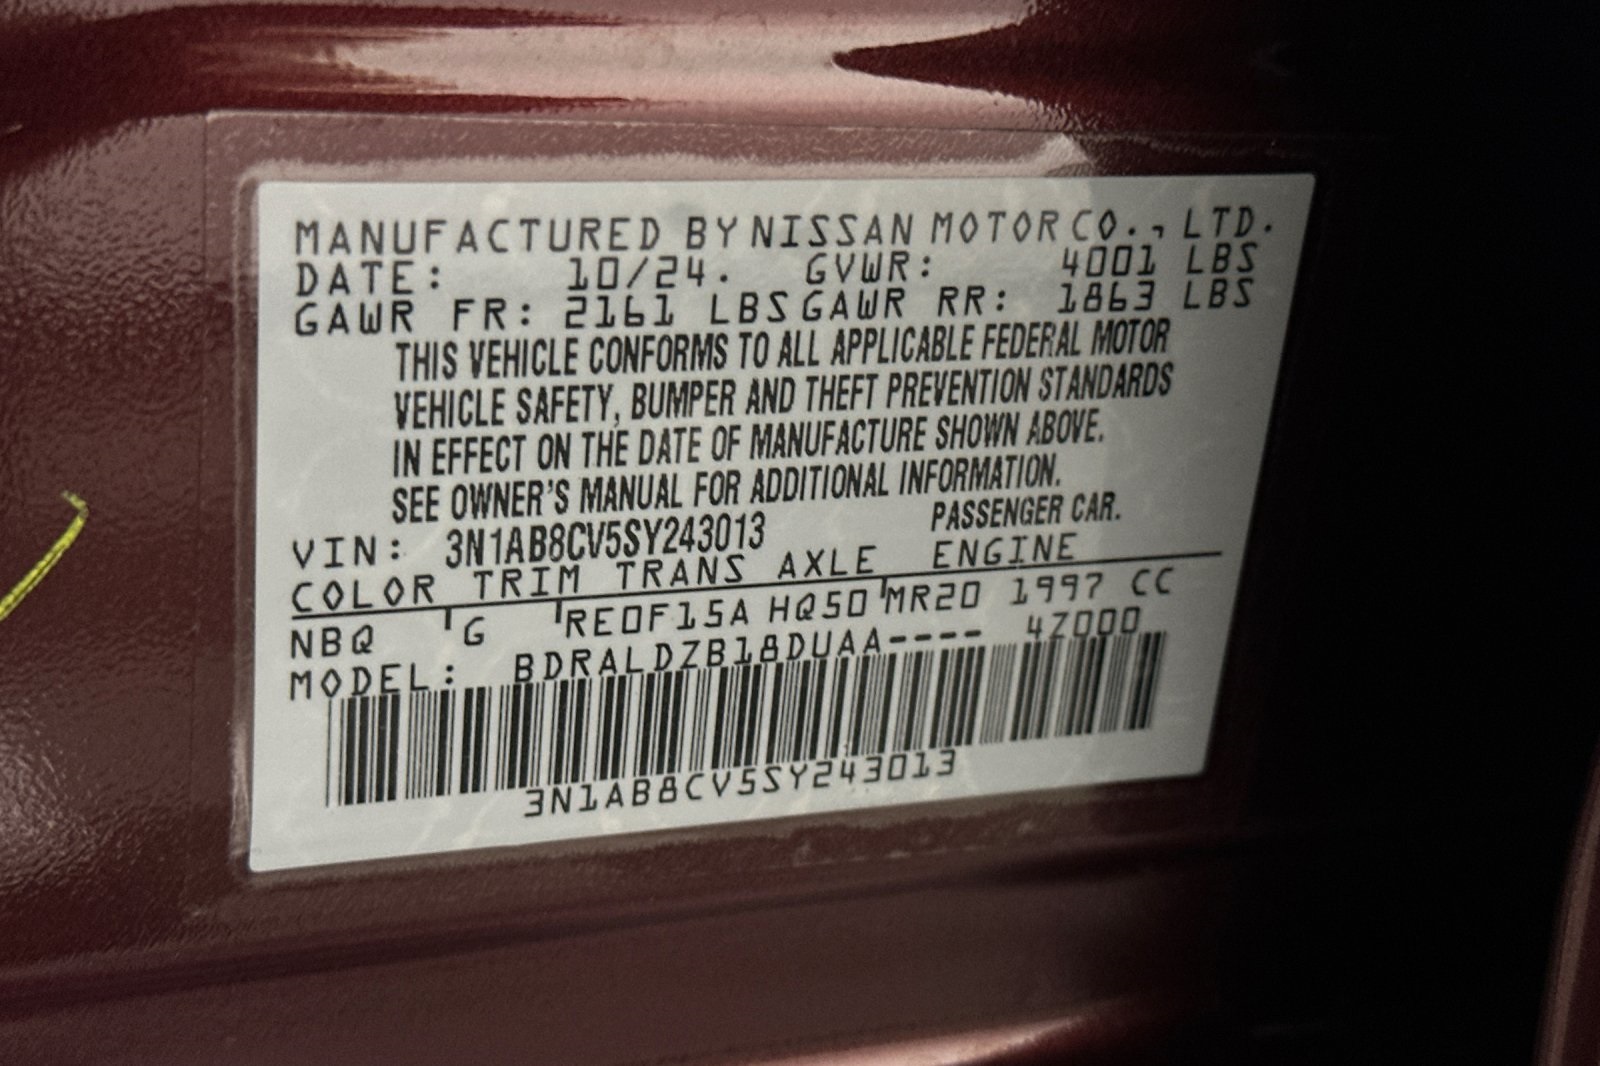 MANUFACTURED BY NISSAN MOTOR CO., LTD.
DATE: 10/24. GVWR: 4001 LBS
GAWR FR: 2161 LBS GAWR RR: 1863 LBS
THIS VEHICLE CONFORMS TO ALL APPLICABLE FEDERAL MOTOR
VEHICLE SAFETY, BUMPER AND THEFT PREVENTION STANDARDS
IN EFFECT ON THE DATE OF MANUFACTURE SHOWN ABOVE.
SEE OWNER'S MANUAL FOR ADDITIONAL INFORMATION.
VIN: 3N1AB8CV5SY243013 PASSENGER CAR.
COLOR TRIM TRANS AXLE ENGINE
NBQ G RE0F15A HQ50 MR20 1997 CC
MODEL: BDRALDZB18DUAA---- 4Z000
3N1AB8CV5SY243013